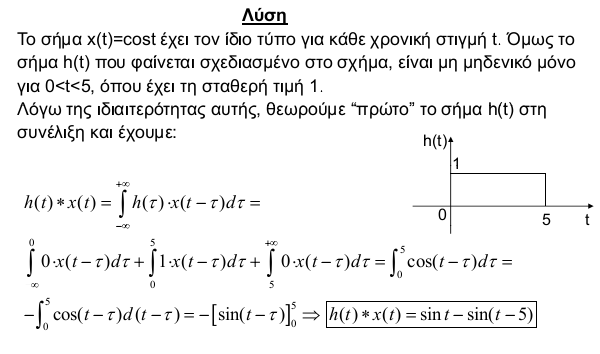 Λύση
Το σήμα x(t)=cost έχει τον ίδιο τύπο για κάθε χρονική στιγμή t. Όμως το
σήμα h(t) που φαίνεται σχεδιασμένο στο σχήμα, είναι μη μηδενικό μόνο
για 0<t<5, όπου έχει τη σταθερή τιμή 1.
Λόγω της ιδιαιτερότητας αυτής, θεωρούμε “πρώτο” το σήμα h(t) στη
συνέλιξη και έχουμε:
h(t)
1
0
5
t
h(t) * x(t) = ∫_{-∞}^{+∞} h(τ)·x(t − τ)dτ =
∫_{∞}^{0} 0·x(t − τ)dτ + ∫_{0}^{5} 1·x(t − τ)dτ + ∫_{5}^{+∞} 0·x(t − τ)dτ = ∫_{0}^{5} cos(t − τ)dτ =
−∫_{0}^{5} cos(t − τ)d(t − τ) = −[sin(t − τ)]_{0}^{5} ⇒ h(t) * x(t) = sin t − sin(t − 5)